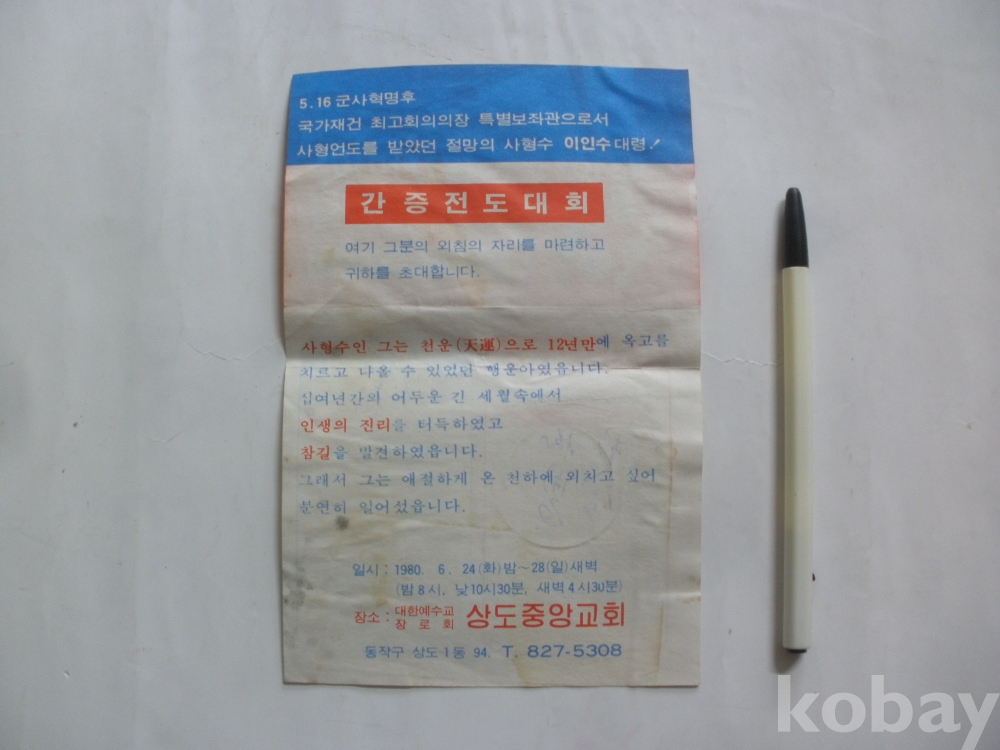 5.16 군사혁명후
국가재건 최고회의의장 특별보좌관으로서
사형언도를 받았던 절망의 사형수 이인수 대령!
간증전도대회
여기 그분의 외침의 자리를 마련하고
귀하를 초대합니다.
사형수인 그는 천운(天運)으로 12년만에 옥고를
치르고 나올 수 있었던 행운아였읍니다.
십여년간의 어두운 긴 세월속에서
인생의 진리를 터득하였고
참길을 발견하였읍니다.
그래서 그는 애절하게 온 천하에 외치고 싶어
분연히 일어섰읍니다.
일시 : 1980. 6. 24(화)밤~28(일)새벽
(밤8시, 낮10시30분, 새벽4시30분)
장소 : 대한예수교 장로회 상도중앙교회
동작구 상도1동 94. T. 827-5308
kobay